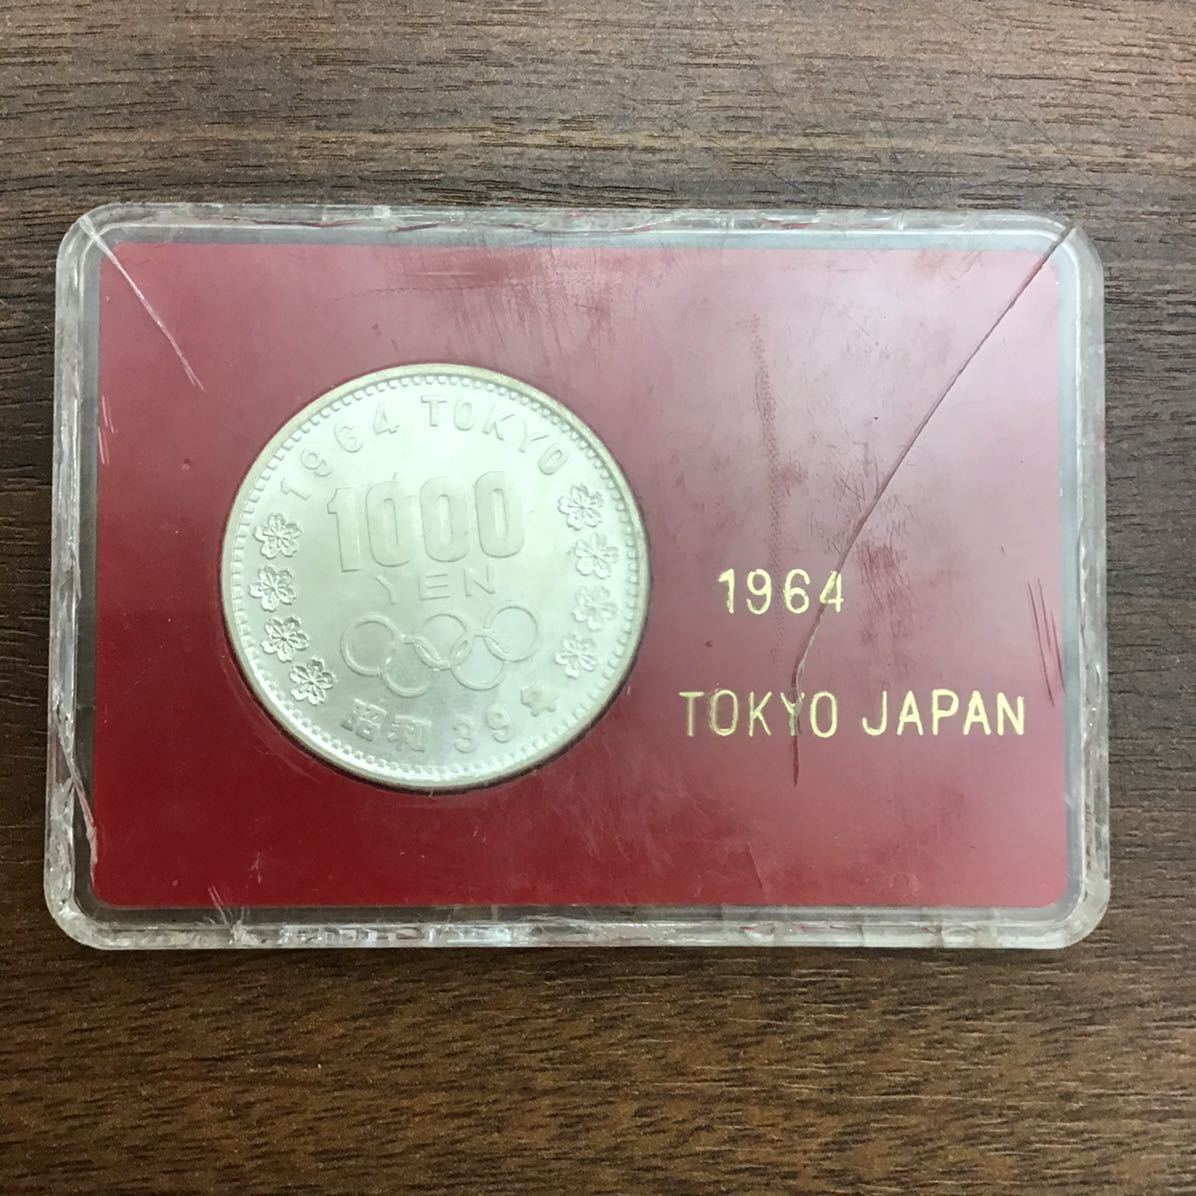 1964 TOKYO
1000
YEN
昭和 39
1964
TOKYO JAPAN